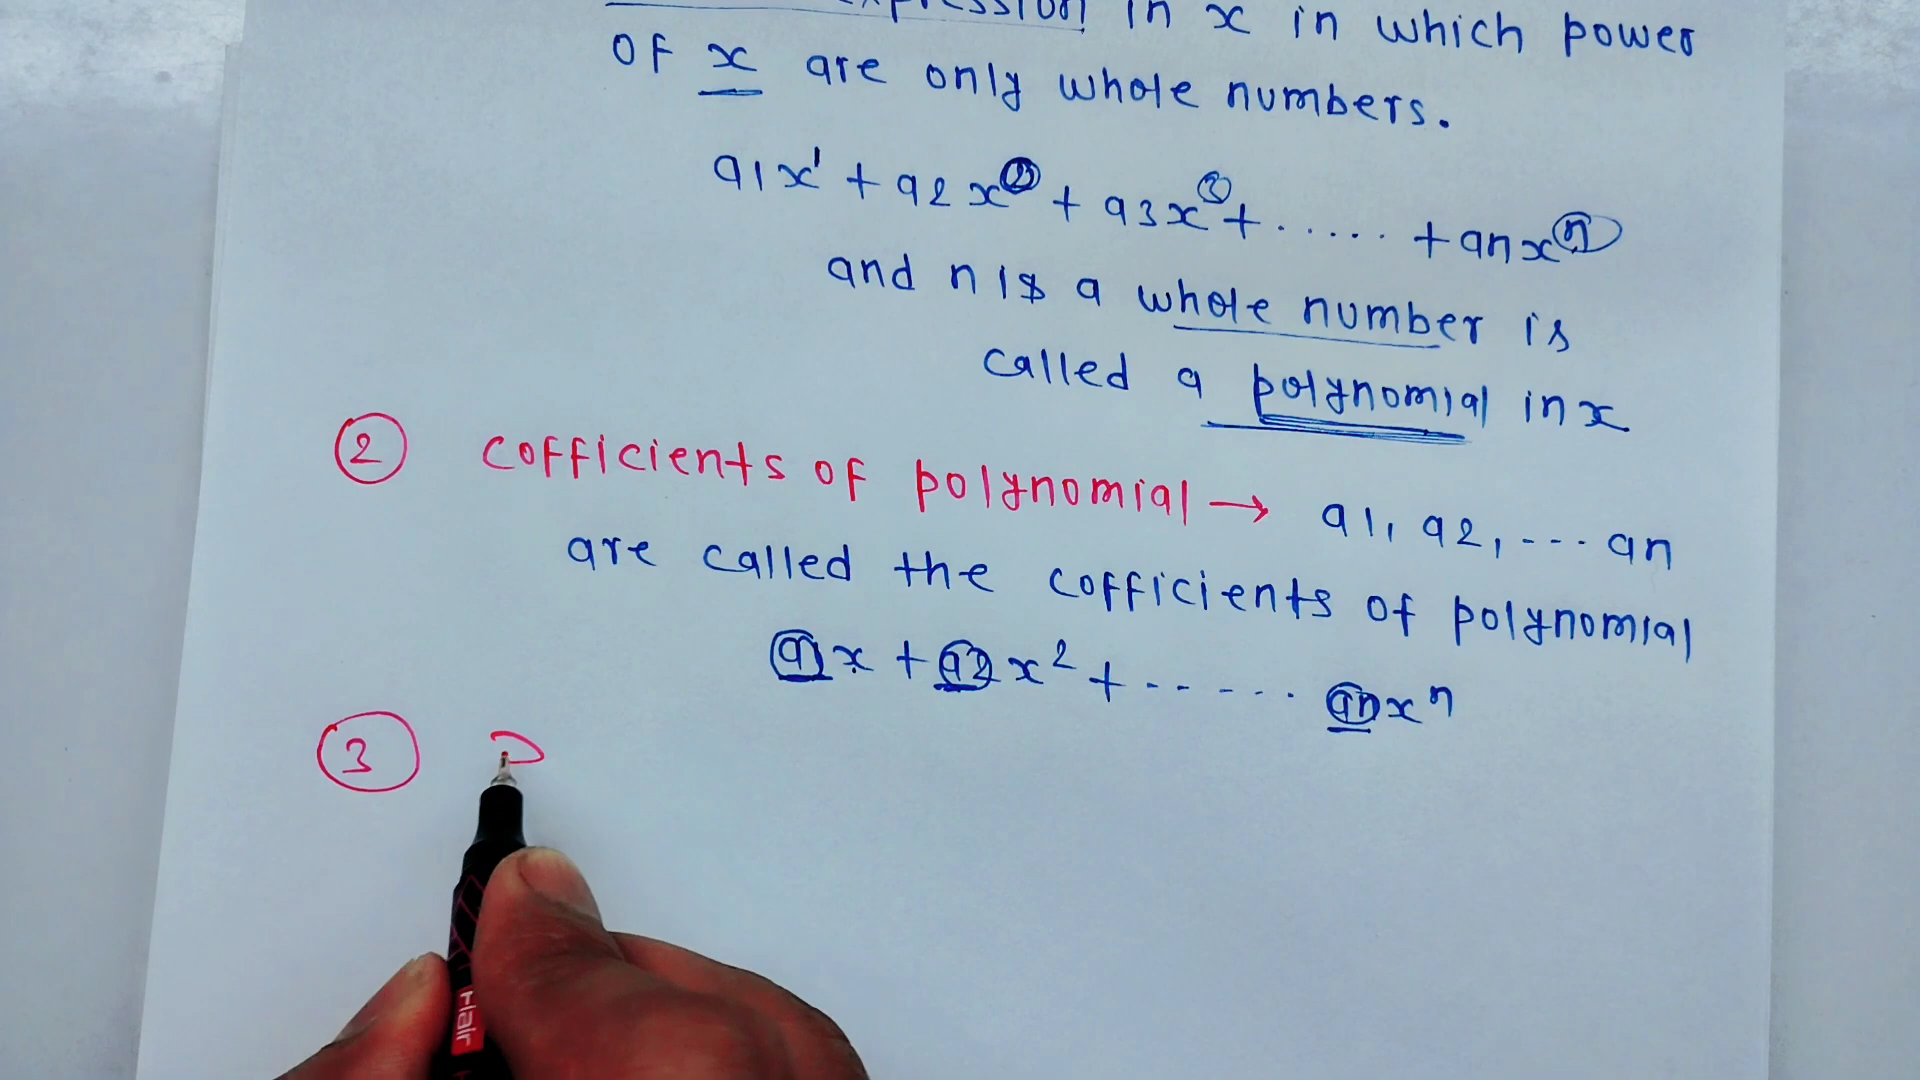 expression in x in which power
of x are only whole numbers.
a1x¹ + a2x² + a3x³ + ..... + anxⁿ
and n is a whole number is
called a polynomial in x
② cofficients of polynomial → a1, a2, --- an
are called the cofficients of polynomial
a1x + a2x² + ------ anxⁿ
③
Hair